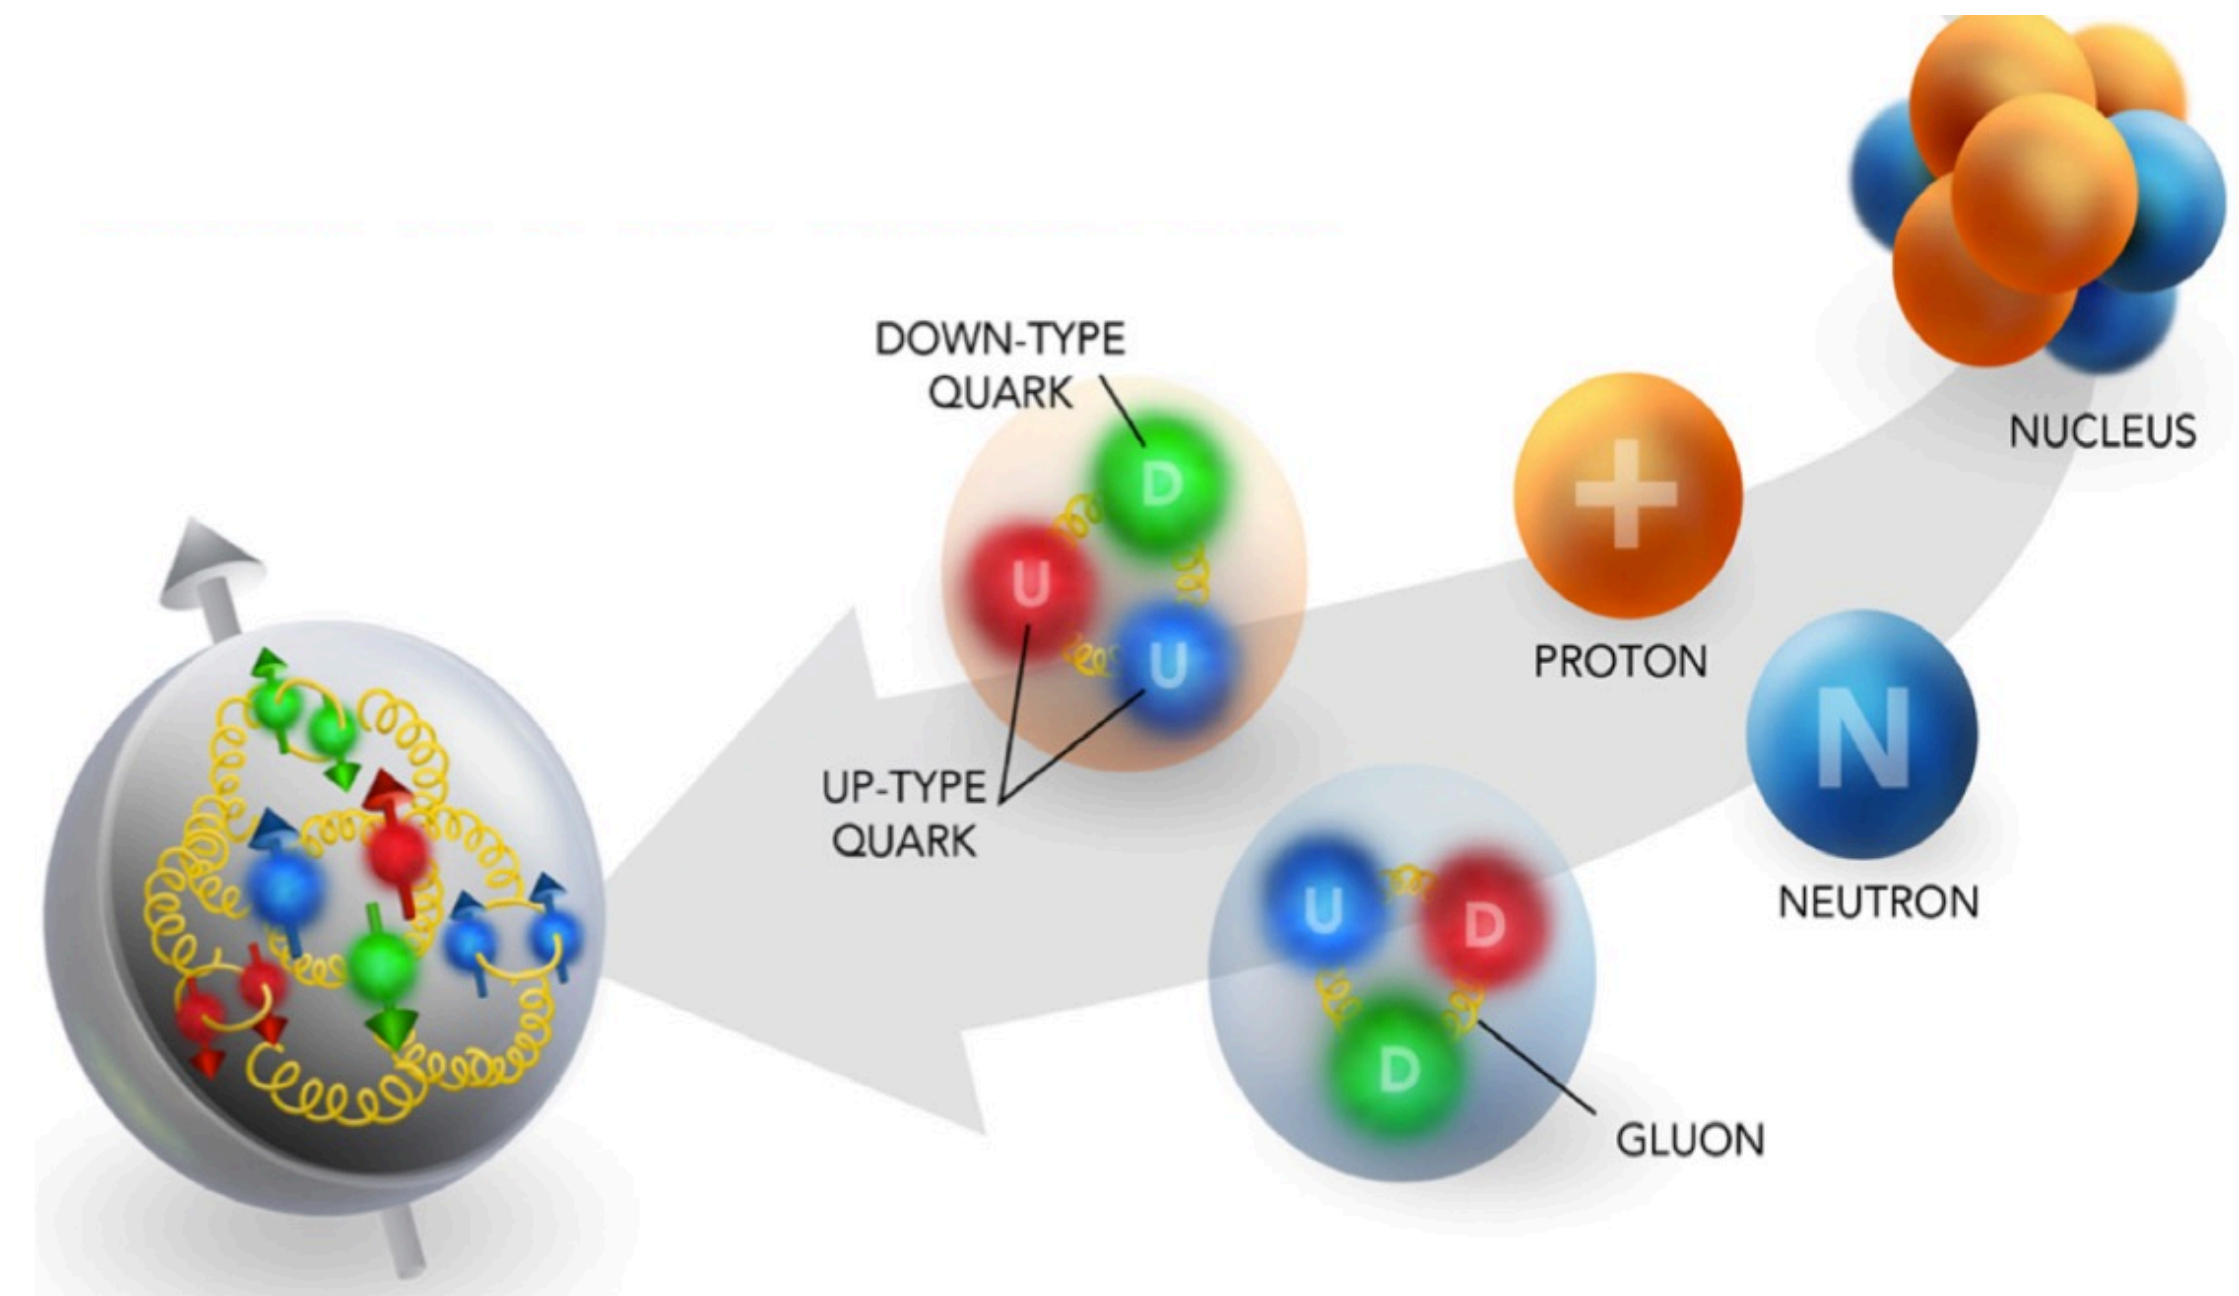 NUCLEUS
DOWN-TYPE
QUARK
D
U
U
UP-TYPE
QUARK
+
PROTON
N
NEUTRON
U
D
D
GLUON